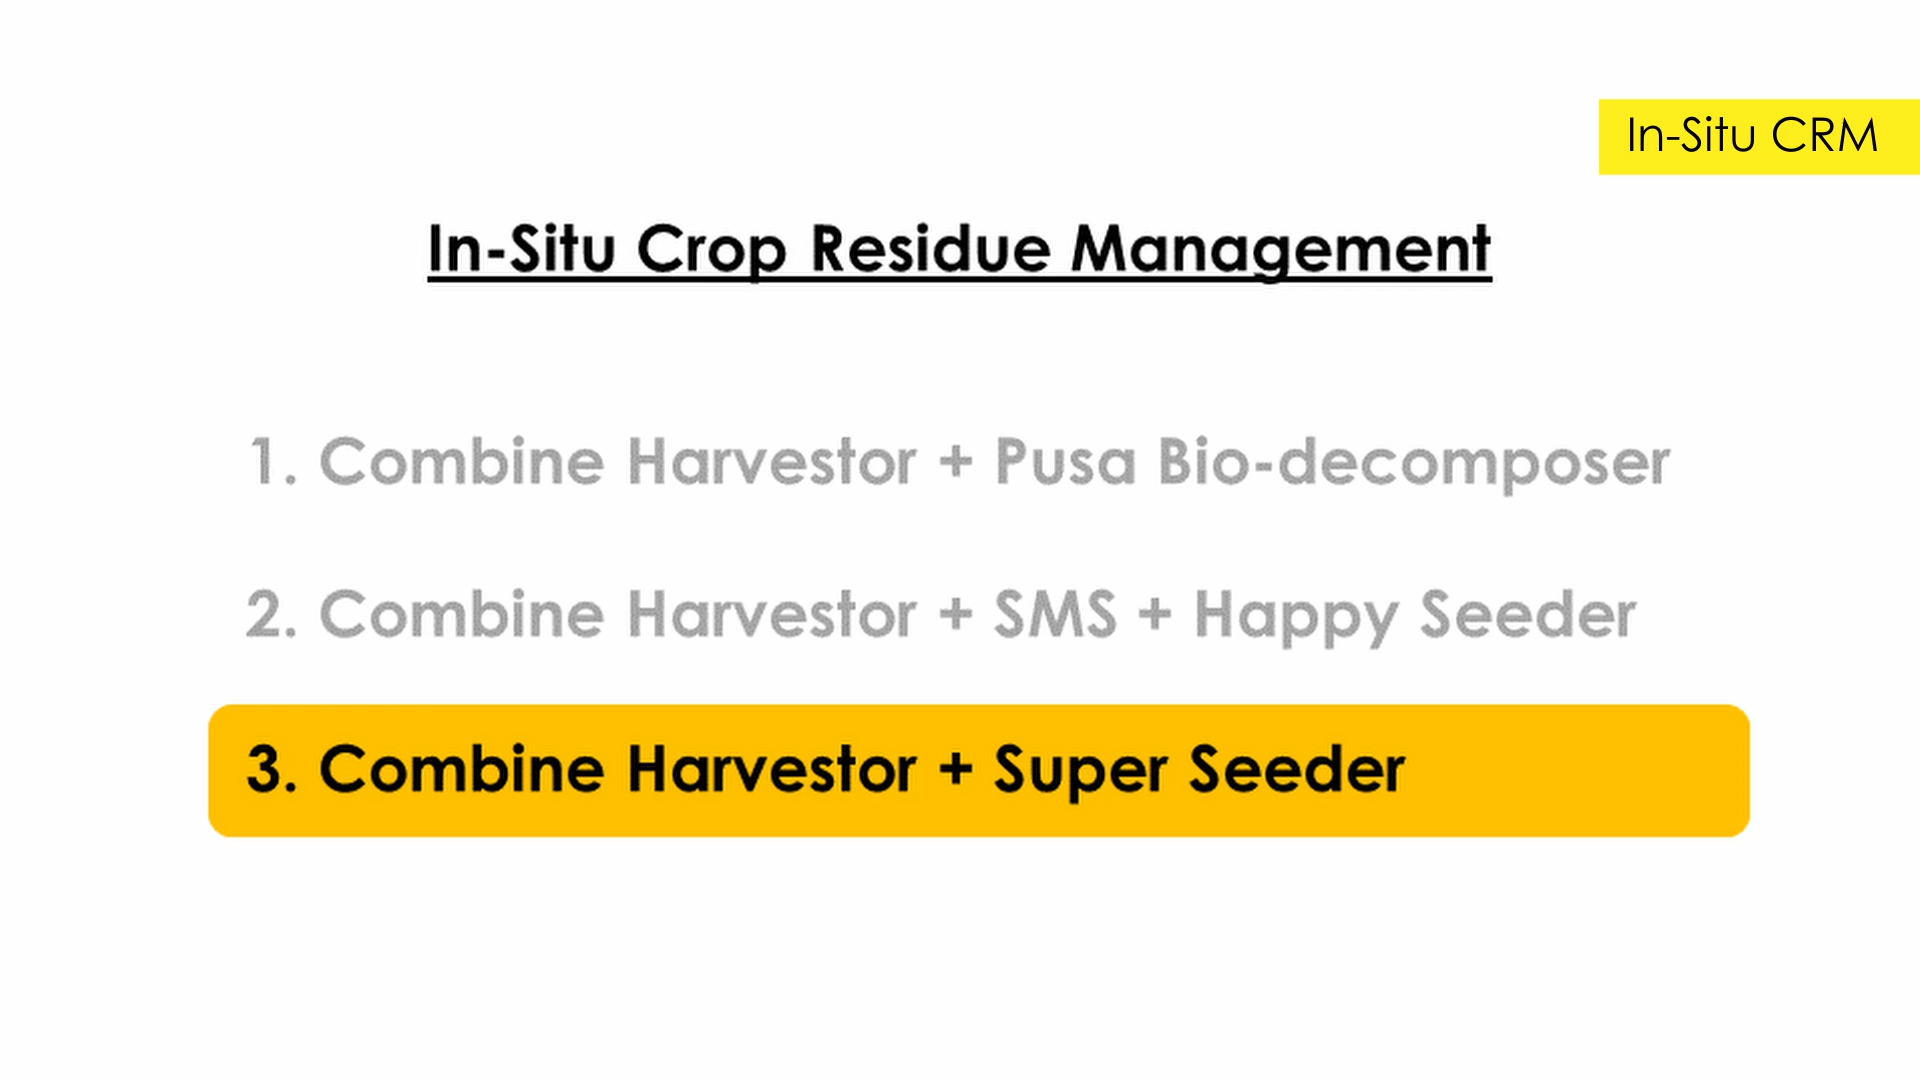 In-Situ CRM
In-Situ Crop Residue Management
1. Combine Harvestor + Pusa Bio-decomposer
2. Combine Harvestor + SMS + Happy Seeder
3. Combine Harvestor + Super Seeder